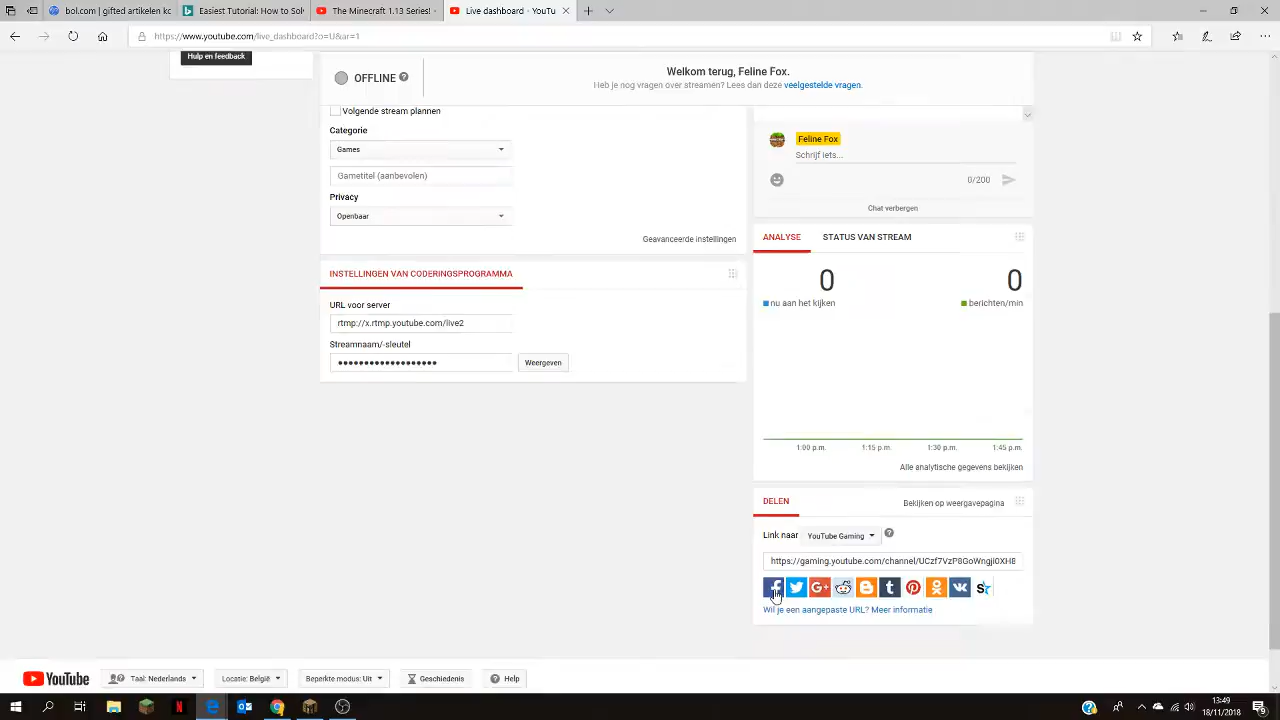 bol.com | gifted artikelen kc
Easiest Tutorial: How to Sol
The Minecraft 1.13 Series!
Live dashboard - YouTu
https://www.youtube.com/live_dashboard?o=U&ar=1
Hulp en feedback
OFFLINE
Welkom terug, Feline Fox.
Heb je nog vragen over streamen? Lees dan deze veelgestelde vragen.
Volgende stream plannen
Categorie
Games
Gametitel (aanbevolen)
Privacy
Openbaar
Geavanceerde instellingen
INSTELLINGEN VAN CODERINGSPROGRAMMA
URL voor server
rtmp://x.rtmp.youtube.com/live2
Streamnaam/-sleutel
••••••••••••••••••
Weergeven
Feline Fox
Schrijf iets...
0/200
Chat verbergen
ANALYSE
STATUS VAN STREAM
0
0
nu aan het kijken
berichten/min
1:00 p.m.
1:15 p.m.
1:30 p.m.
1:45 p.m.
Alle analytische gegevens bekijken
DELEN
Bekijken op weergavepagina
Link naar
YouTube Gaming
https://gaming.youtube.com/channel/UCzf7VzP8GoWngji0XH8
Wil je een aangepaste URL? Meer informatie
YouTube
Taal: Nederlands
Locatie: België
Beperkte modus: Uit
Geschiedenis
Help
13:49
18/11/2018